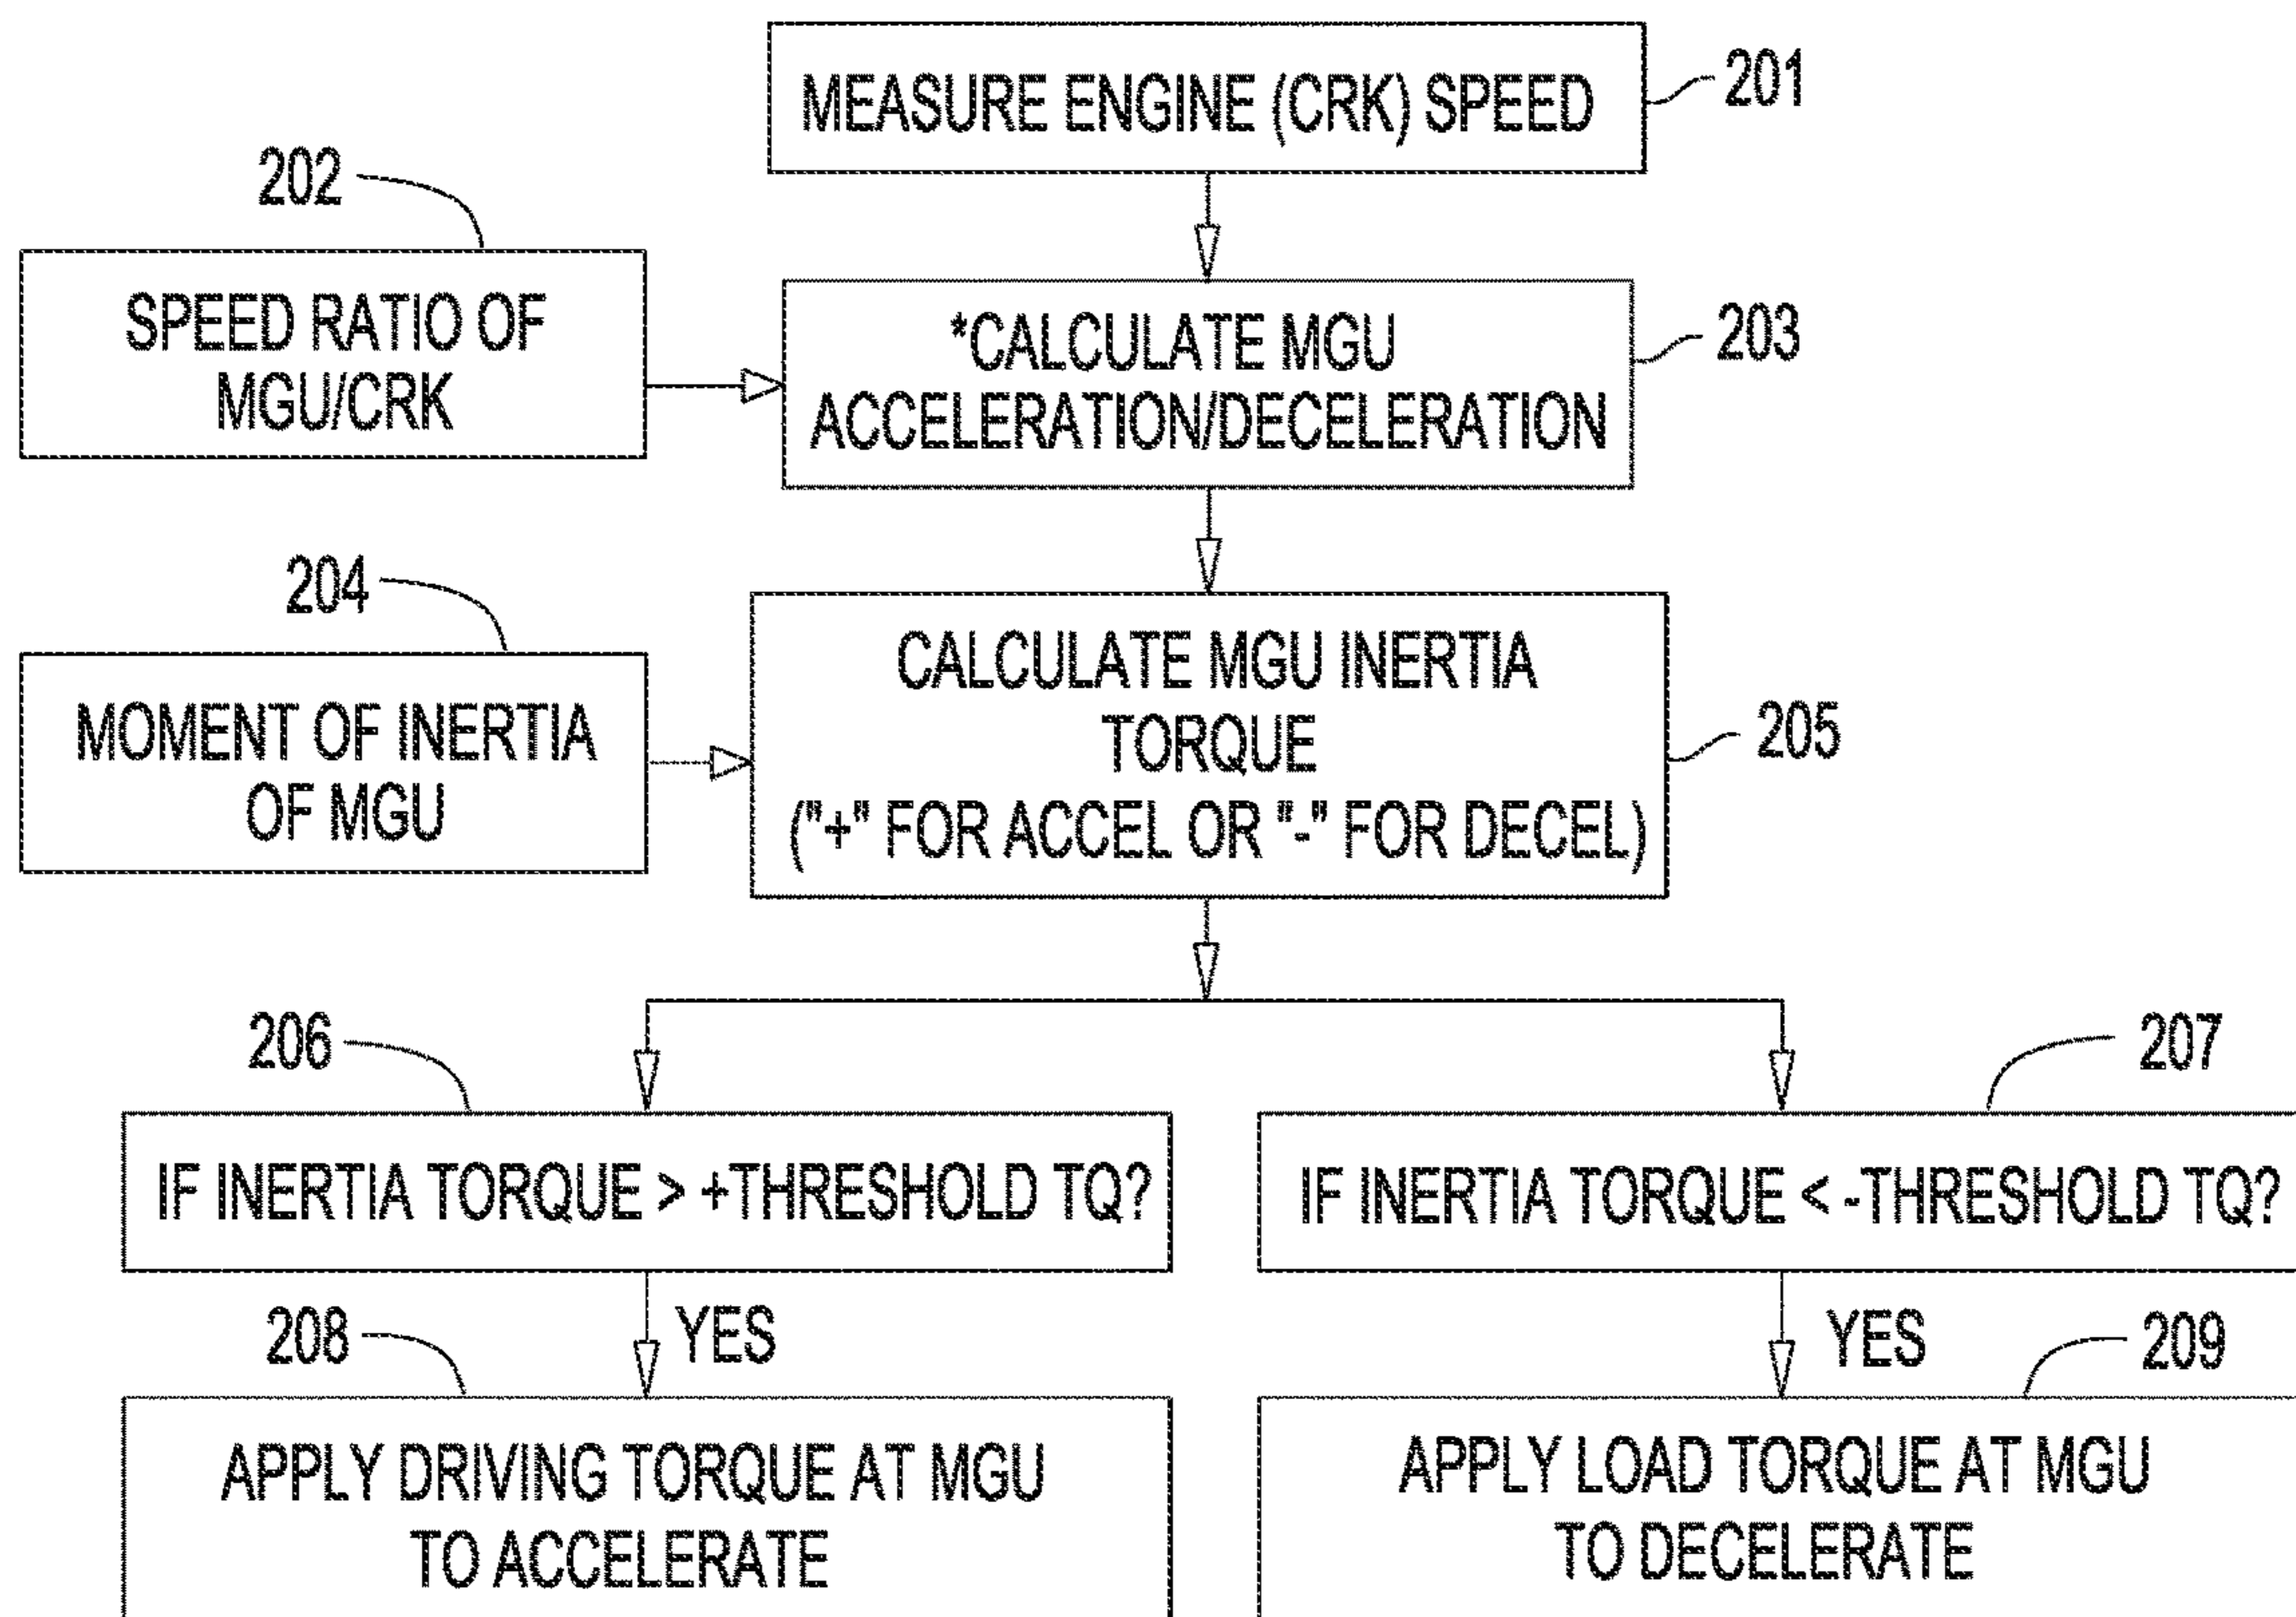 MEASURE ENGINE (CRK) SPEED
201
202
SPEED RATIO OF
MGU/CRK
*CALCULATE MGU
ACCELERATION/DECELERATION
203
204
MOMENT OF INERTIA
OF MGU
CALCULATE MGU INERTIA
TORQUE
("+" FOR ACCEL OR "-" FOR DECEL)
205
206
207
IF INERTIA TORQUE > +THRESHOLD TQ?
IF INERTIA TORQUE < -THRESHOLD TQ?
208
YES
YES
209
APPLY DRIVING TORQUE AT MGU
TO ACCELERATE
APPLY LOAD TORQUE AT MGU
TO DECELERATE